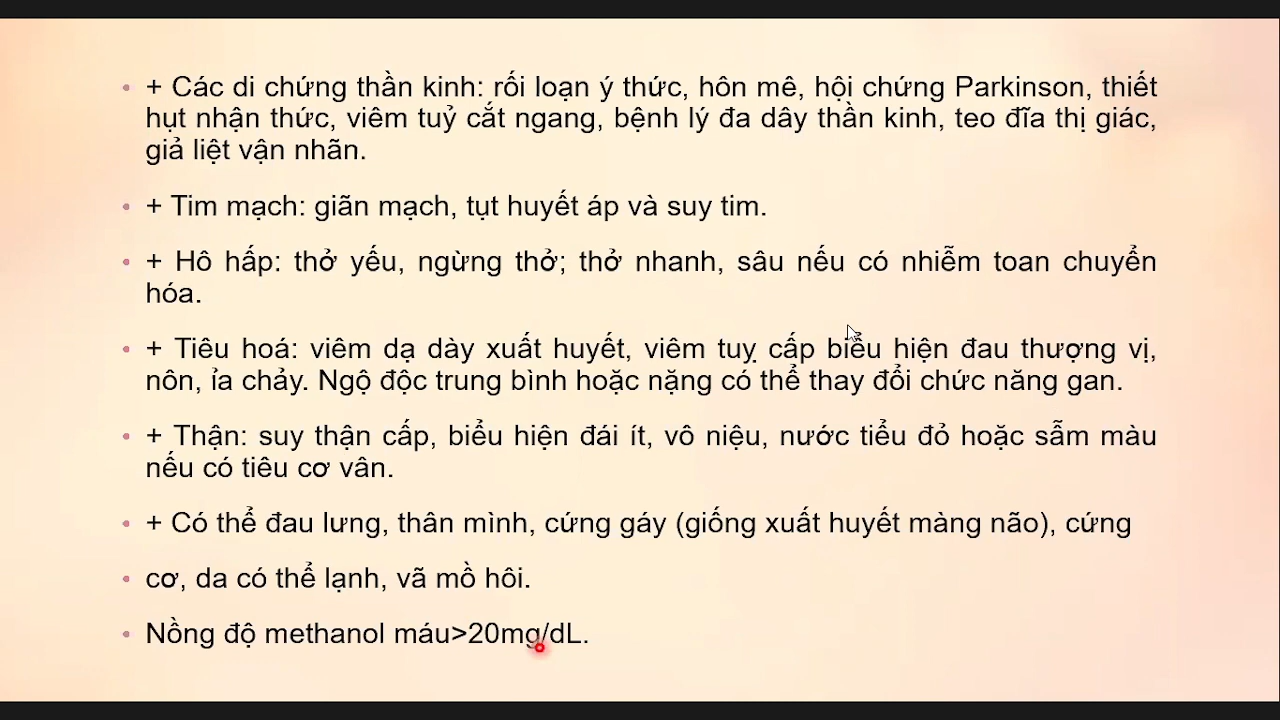 • + Các di chứng thần kinh: rối loạn ý thức, hôn mê, hội chứng Parkinson, thiết
hụt nhận thức, viêm tuỷ cắt ngang, bệnh lý đa dây thần kinh, teo đĩa thị giác,
giả liệt vận nhãn.
• + Tim mạch: giãn mạch, tụt huyết áp và suy tim.
• + Hô hấp: thở yếu, ngừng thở; thở nhanh, sâu nếu có nhiễm toan chuyển
hóa.
• + Tiêu hoá: viêm dạ dày xuất huyết, viêm tuỵ cấp biểu hiện đau thượng vị,
nôn, ỉa chảy. Ngộ độc trung bình hoặc nặng có thể thay đổi chức năng gan.
• + Thận: suy thận cấp, biểu hiện đái ít, vô niệu, nước tiểu đỏ hoặc sẫm màu
nếu có tiêu cơ vân.
• + Có thể đau lưng, thân mình, cứng gáy (giống xuất huyết màng não), cứng
• cơ, da có thể lạnh, vã mồ hôi.
• Nồng độ methanol máu>20mg/dL.